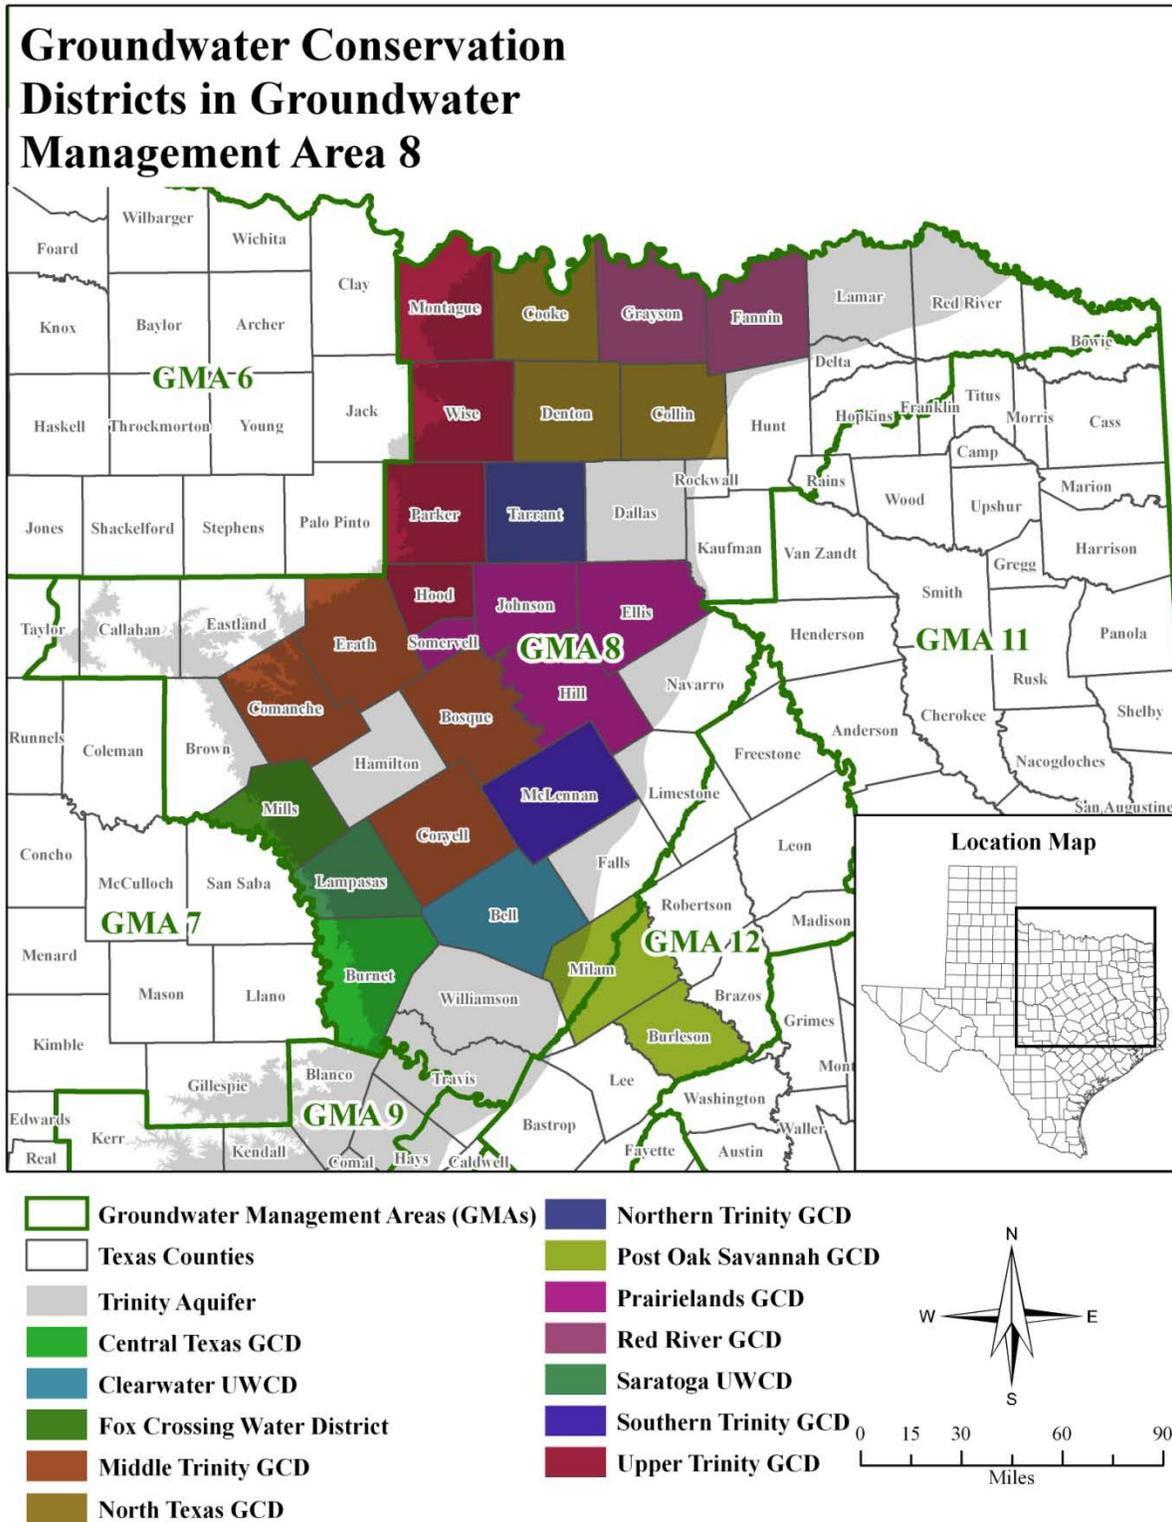 Groundwater Conservation
Districts in Groundwater
Management Area 8
Wilbarger
Wichita
Foard
Clay
Lamar
Red River
Montague
Cooke
Grayson
Fannin
Knox
Baylor
Archer
Bowie
Delta
GMA 6
Titus
Franklin
Hopkins
Morris
Cass
Jack
Wise
Denton
Collin
Hunt
Haskell
Throckmorton
Young
Camp
Rockwall
Rains
Marion
Wood
Upshur
Parker
Tarrant
Dallas
Jones
Shackelford
Stephens
Palo Pinto
Kaufman
Van Zandt
Harrison
Gregg
Smith
Hood
Johnson
Ellis
Taylor
Callahan
Eastland
Erath
Somervell
GMA 8
Henderson
GMA 11
Panola
Navarro
Hill
Rusk
Comanche
Bosque
Cherokee
Shelby
Runnels
Coleman
Brown
Anderson
Freestone
Hamilton
Nacogdoches
Limestone
McLennan
Mills
San Augustine
Coryell
Concho
Leon
Location Map
Falls
McCulloch
San Saba
Lampasas
GMA 7
Bell
Robertson
Madison
GMA 12
Menard
Milam
Burnet
Mason
Llano
Williamson
Brazos
Grimes
Burleson
Kimble
Mont
Blanco
Travis
Lee
Gillespie
Washington
GMA 9
Edwards
Kerr
Bastrop
Waller
Real
Kendall
Comal
Hays
Caldwell
Fayette
Austin
Groundwater Management Areas (GMAs)
Texas Counties
Trinity Aquifer
Central Texas GCD
Clearwater UWCD
Fox Crossing Water District
Middle Trinity GCD
North Texas GCD
Northern Trinity GCD
Post Oak Savannah GCD
Prairielands GCD
Red River GCD
Saratoga UWCD
Southern Trinity GCD
Upper Trinity GCD
N
W
E
S
0 15 30 60 90
Miles